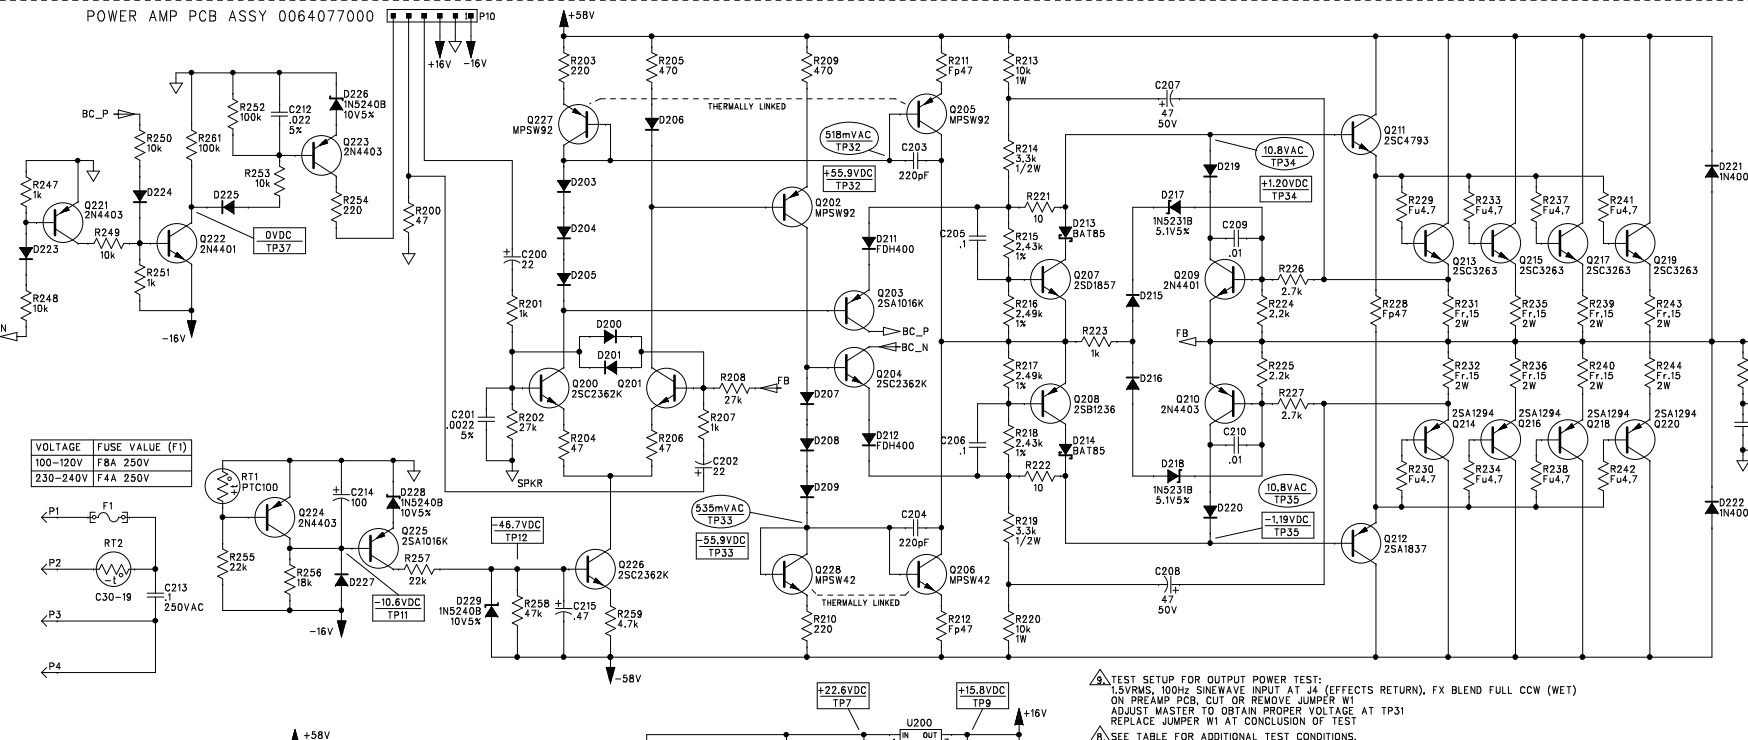 POWER AMP PCB ASSY 0064077000
P10
+16V
-16V
+58V
BC_P
R250
10k
R261
100k
R252
100k
C212
.022
5%
D226
1N5240B
10V5%
Q223
2N4403
R253
10k
R254
220
R247
1k
Q221
2N4403
D224
D225
Q222
2N4401
0VDC
TP37
R249
10k
D223
R251
1k
R248
10k
N
-16V
R200
47
R203
220
R205
470
R209
470
R211
Fp47
R213
10k
1W
Q227
MPSW92
THERMALLY LINKED
D206
Q205
MPSW92
518mVAC
TP32
C203
220pF
+55.9VDC
TP32
R214
3.3k
1/2W
C207
+
47
50V
D203
D204
D205
Q202
MPSW92
C200
22
+
R201
1k
D200
D201
Q200
2SC2362K
Q201
R208
27k
FB
C201
.0022
5%
R202
27k
R204
47
R206
47
R207
1k
C202
22
+
SPKR
D211
FDH400
Q203
2SA1016K
BC_P
BC_N
Q204
2SC2362K
D207
D208
D209
D212
FDH400
C205
.1
C206
.1
R221
10
R215
2.43k
1%
R216
2.49k
1%
R217
2.49k
1%
R218
2.43k
1%
R222
10
D213
BAT85
Q207
2SD1857
R223
1k
Q208
2SB1236
D214
BAT85
D215
D216
D217
1N5231B
5.1V5%
D218
1N5231B
5.1V5%
D219
10.8VAC
TP34
+1.20VDC
TP34
C209
.01
Q209
2N4401
R226
2.7k
R224
2.2k
FB
R225
2.2k
Q210
2N4403
R227
2.7k
C210
.01
D220
10.8VAC
TP35
-1.19VDC
TP35
Q211
2SC4793
R229
Fu4.7
R233
Fu4.7
R237
Fu4.7
R241
Fu4.7
Q213
2SC3263
Q215
2SC3263
Q217
2SC3263
Q219
2SC3263
R228
Fp47
R231
Fr.15
2W
R235
Fr.15
2W
R239
Fr.15
2W
R243
Fr.15
2W
R232
Fr.15
2W
R236
Fr.15
2W
R240
Fr.15
2W
R244
Fr.15
2W
2SA1294
Q214
2SA1294
Q216
2SA1294
Q218
2SA1294
Q220
R230
Fu4.7
R234
Fu4.7
R238
Fu4.7
R242
Fu4.7
Q212
2SA1837
D221
1N400
D222
1N400
VOLTAGE FUSE VALUE (F1)
100-120V F8A 250V
230-240V F4A 250V
P1
F1
P2
RT2
-t°
C30-19
C213
.1
250VAC
P3
P4
RT1
PTC100
+t°
Q224
2N4403
C214
100
+
D228
1N5240B
10V5%
Q225
2SA1016K
R255
22k
R256
18k
D227
R257
22k
-10.6VDC
TP11
-16V
-46.7VDC
TP12
Q226
2SC2362K
D229
1N5240B
10V5%
R258
47k
C215
.47
+
R259
4.7k
-58V
535mVAC
TP33
-55.9VDC
TP33
C204
220pF
Q228
MPSW42
THERMALLY LINKED
Q206
MPSW42
R210
220
R212
Fp47
R219
3.3k
1/2W
R220
10k
1W
C208
+
47
50V
9. TEST SETUP FOR OUTPUT POWER TEST:
1.5VRMS, 100Hz SINEWAVE INPUT AT J4 (EFFECTS RETURN), FX BLEND FULL CCW (WET)
ON PREAMP PCB, CUT OR REMOVE JUMPER W1
ADJUST MASTER TO OBTAIN PROPER VOLTAGE AT TP31
REPLACE JUMPER W1 AT CONCLUSION OF TEST
8. SEE TABLE FOR ADDITIONAL TEST CONDITIONS.
+58V
+22.6VDC
TP7
U200
IN OUT
+15.8VDC
TP9
+16V